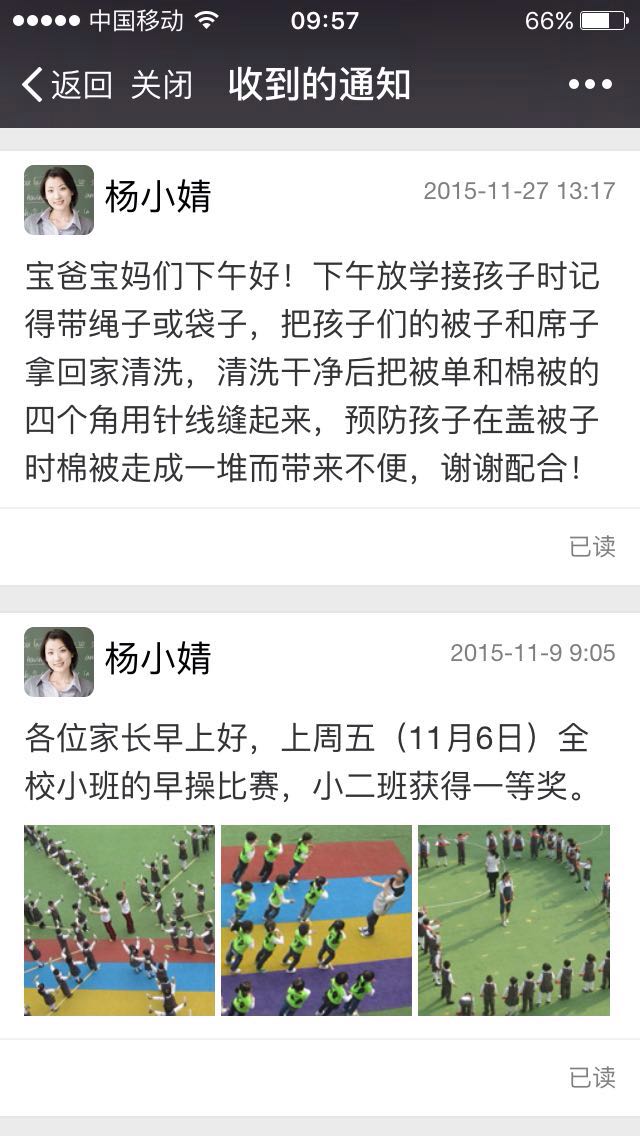 中国移动 09:57 66%
返回 关闭 收到的通知
杨小婧 2015-11-27 13:17
宝爸宝妈们下午好！下午放学接孩子时记
得带绳子或袋子，把孩子们的被子和席子
拿回家清洗，清洗干净后把被单和棉被的
四个角用针线缝起来，预防孩子在盖被子
时棉被走成一堆而带来不便，谢谢配合！
已读
杨小婧 2015-11-9 9:05
各位家长早上好，上周五（11月6日）全
校小班的早操比赛，小二班获得一等奖。
已读